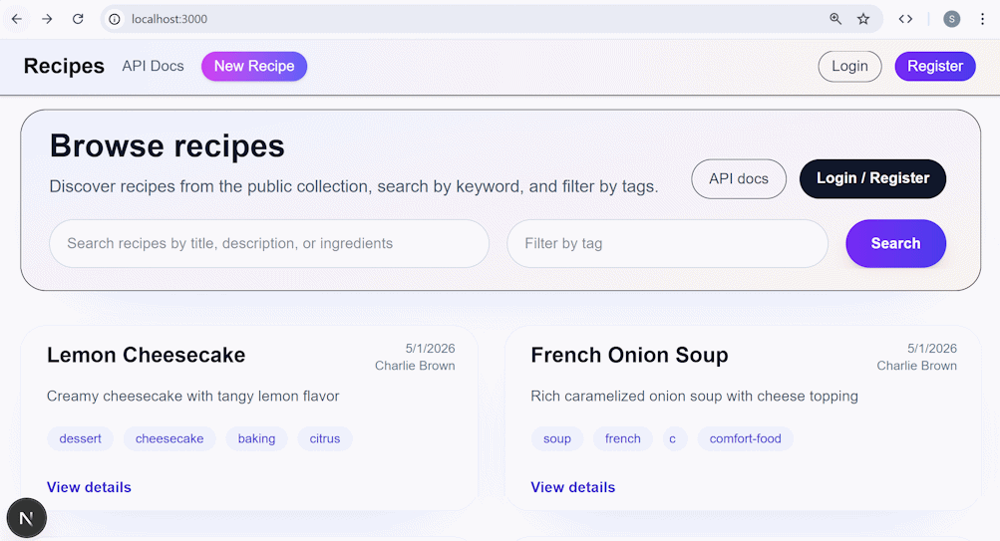 localhost:3000
Recipes API Docs New Recipe Login Register
Browse recipes
Discover recipes from the public collection, search by keyword, and filter by tags.
API docs Login / Register
Search recipes by title, description, or ingredients Filter by tag Search
Lemon Cheesecake 5/1/2026
Charlie Brown
Creamy cheesecake with tangy lemon flavor
dessert cheesecake baking citrus
View details
French Onion Soup 5/1/2026
Charlie Brown
Rich caramelized onion soup with cheese topping
soup french c comfort-food
View details
N
S